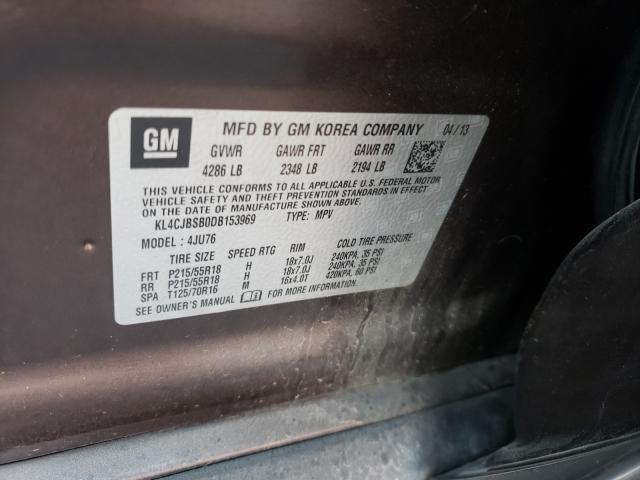 GM MFD BY GM KOREA COMPANY 04/13
GVWR GAWR FRT GAWR RR
4286 LB 2348 LB 2194 LB
THIS VEHICLE CONFORMS TO ALL APPLICABLE U.S. FEDERAL MOTOR
VEHICLE SAFETY AND THEFT PREVENTION STANDARDS IN EFFECT ON
THE DATE OF MANUFACTURE SHOWN ABOVE.
KL4CJBSB0DB153969 TYPE: MPV
MODEL: 4JU76
TIRE SIZE SPEED RTG RIM COLD TIRE PRESSURE
FRT P215/55R18 H 18x7.0J 240KPA, 35 PSI
RR P215/55R18 H 18x7.0J 240KPA, 35 PSI
SPA T125/70R16 M 16x4.0T 420KPA, 60 PSI
SEE OWNER'S MANUAL FOR MORE INFORMATION.